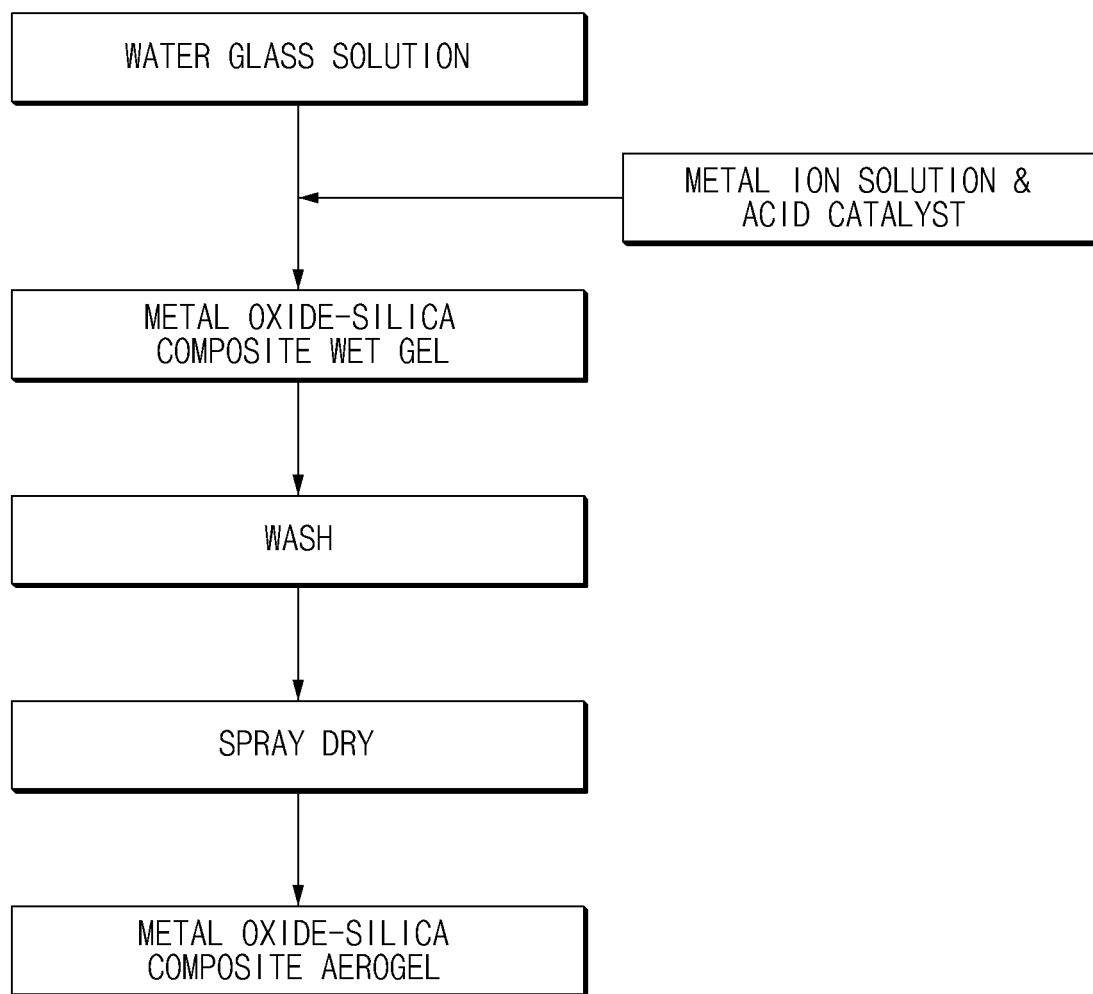 WATER GLASS SOLUTION
METAL ION SOLUTION &
ACID CATALYST
METAL OXIDE-SILICA
COMPOSITE WET GEL
WASH
SPRAY DRY
METAL OXIDE-SILICA
COMPOSITE AEROGEL